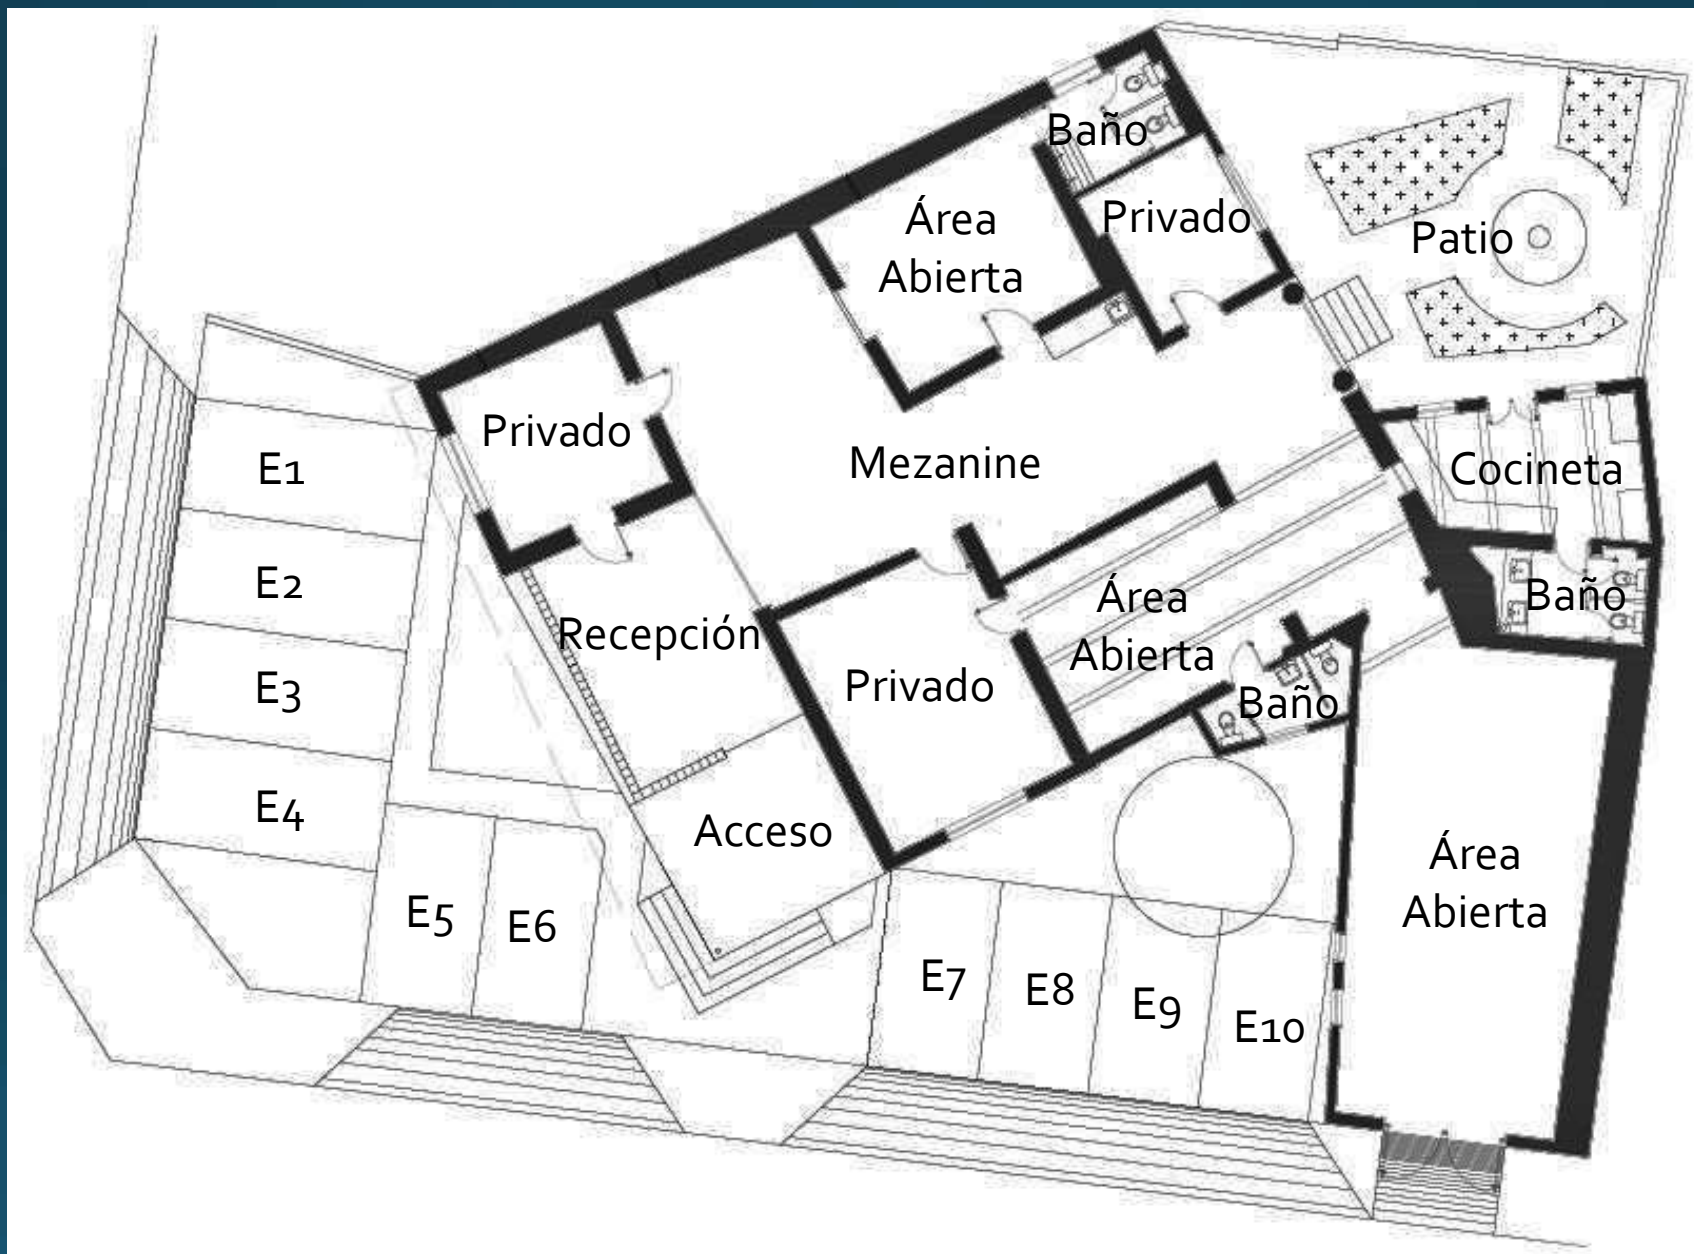 Baño
Área
Abierta
Privado
Patio
Privado
Mezanine
Cocineta
E1
E2
E3
E4
Recepción
Privado
Área
Abierta
Baño
Baño
Acceso
Área
Abierta
E5
E6
E7
E8
E9
E10